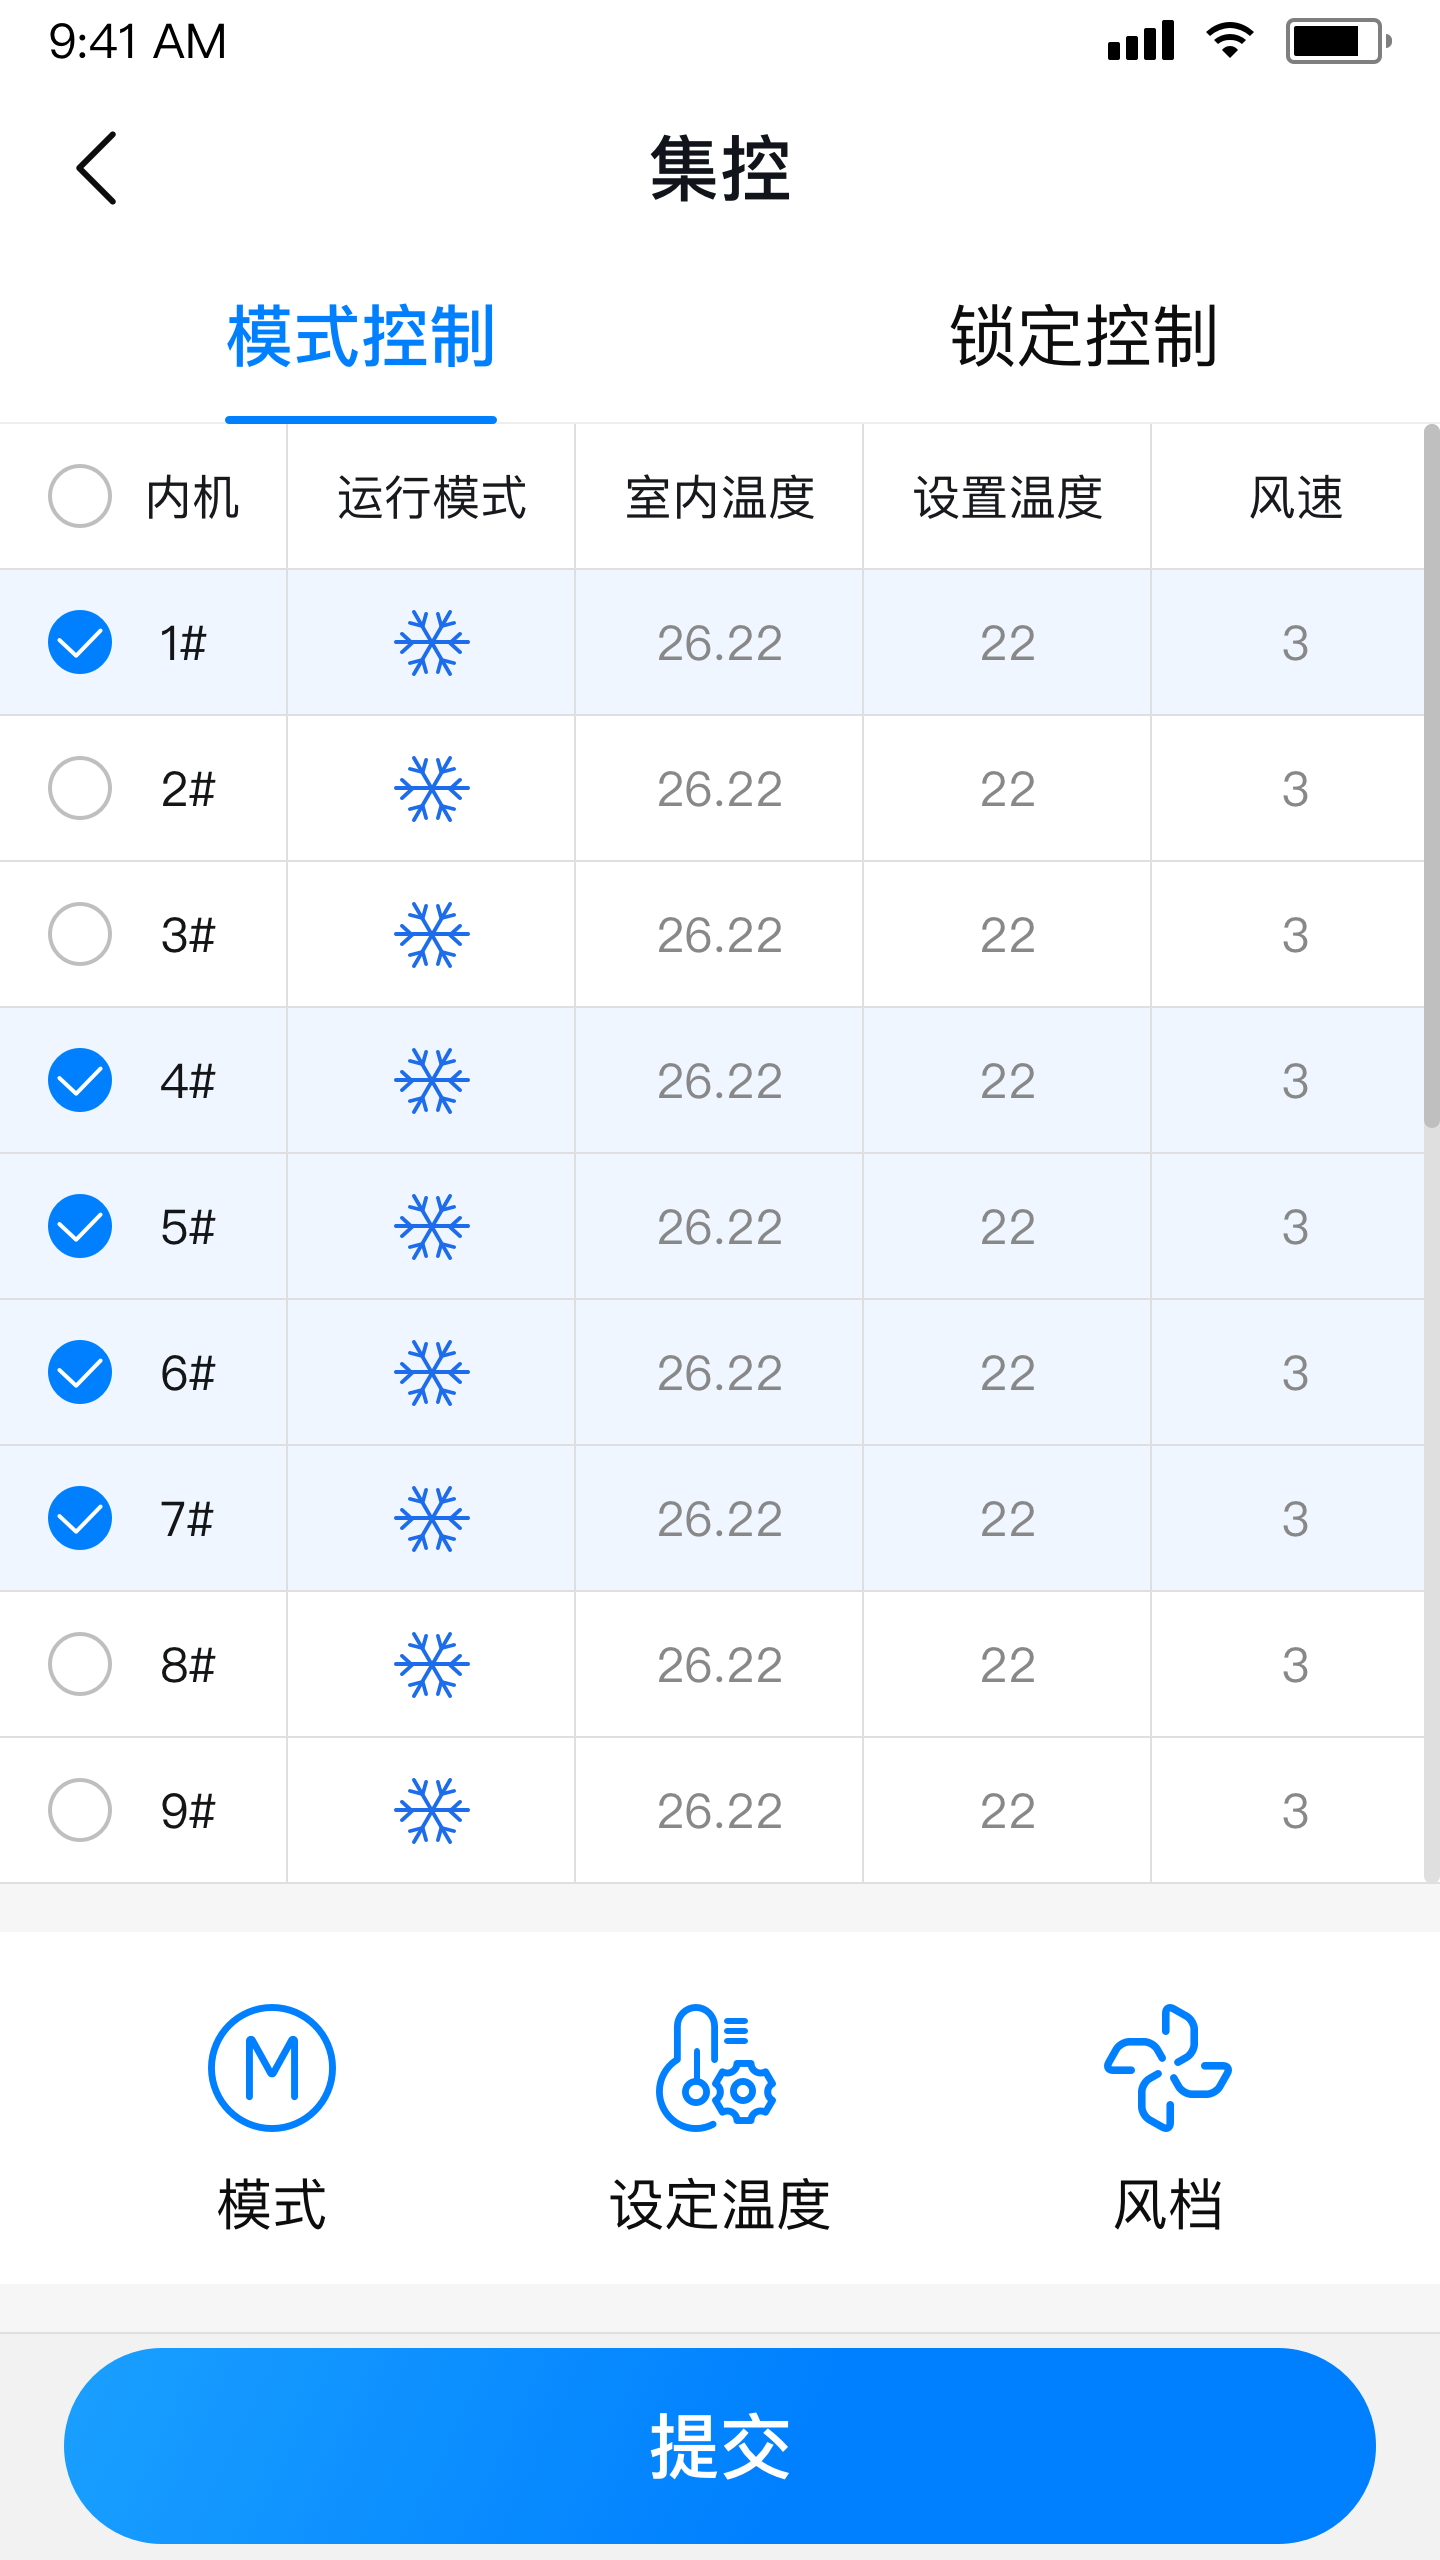 9:41 AM
集控
模式控制 锁定控制
内机 运行模式 室内温度 设置温度 风速
1# 26.22 22 3
2# 26.22 22 3
3# 26.22 22 3
4# 26.22 22 3
5# 26.22 22 3
6# 26.22 22 3
7# 26.22 22 3
8# 26.22 22 3
9# 26.22 22 3
M
模式 设定温度 风档
提交